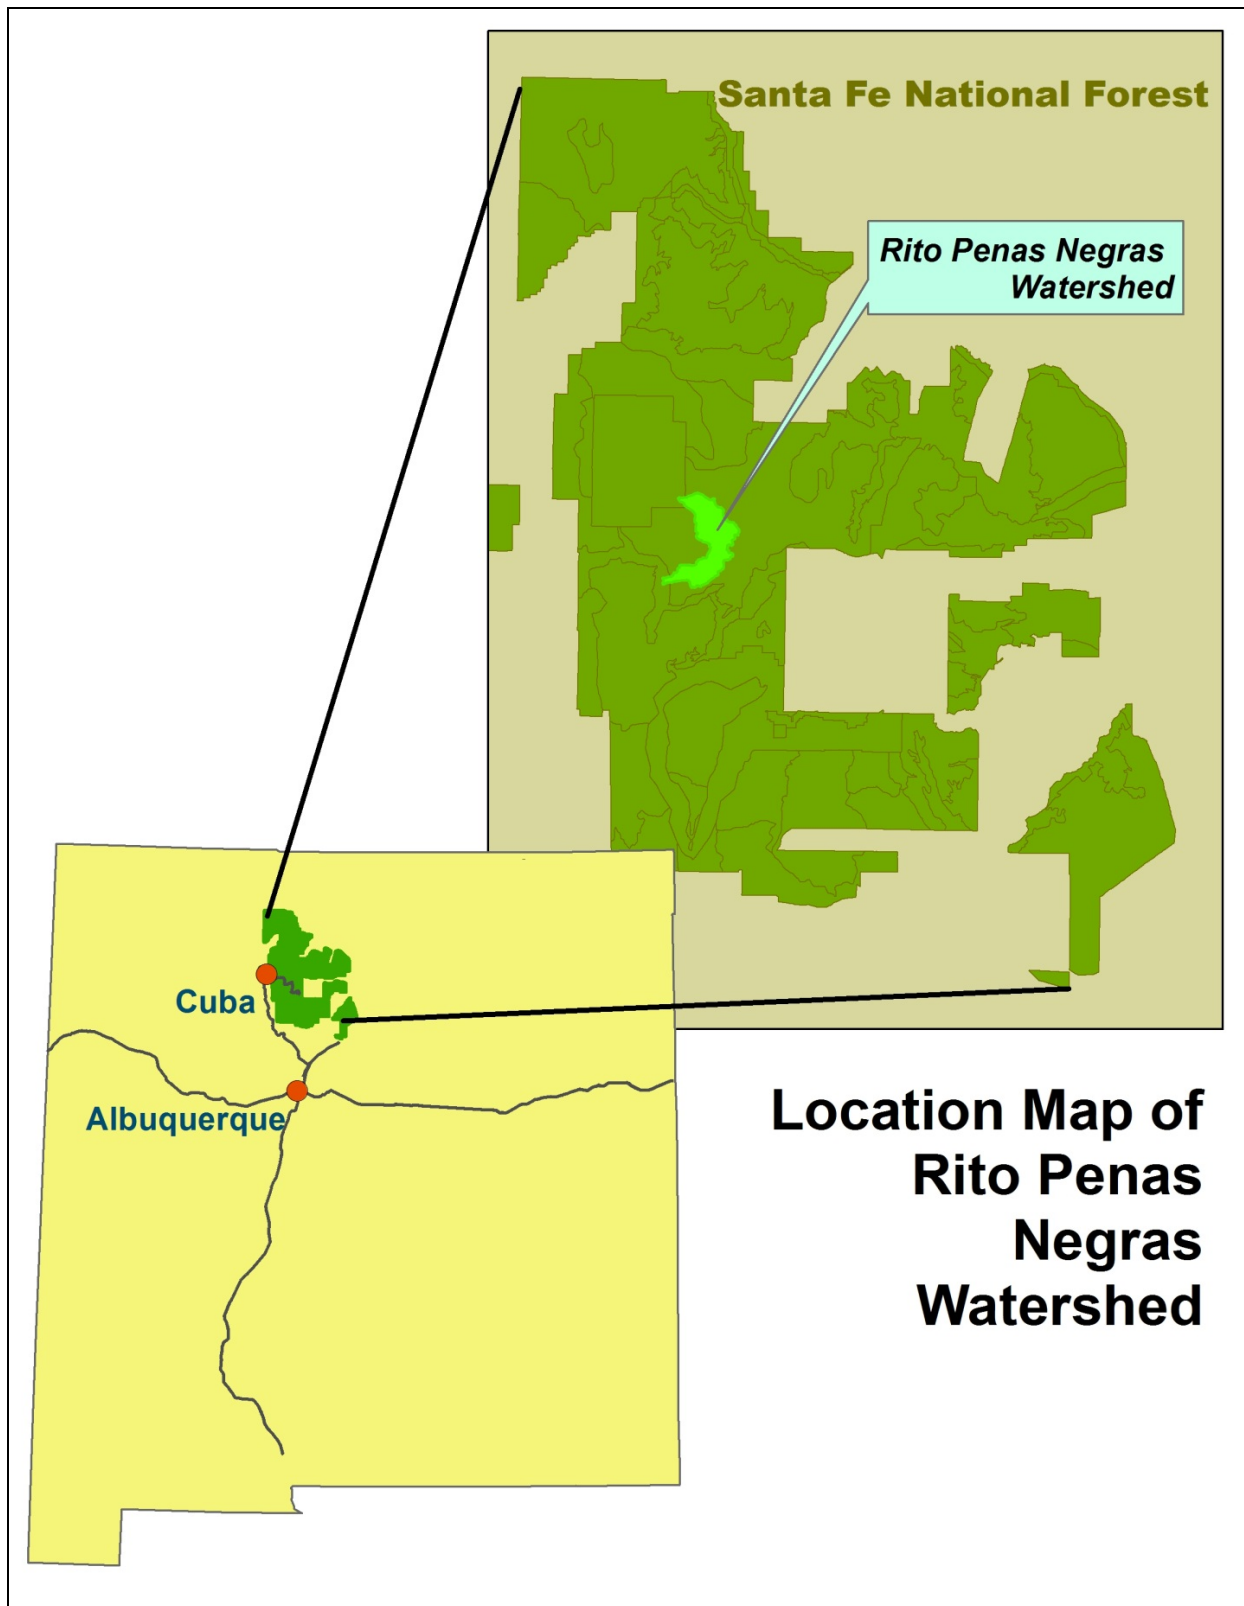 Santa Fe National Forest
Rito Penas Negras
Watershed
Cuba
Albuquerque
Location Map of
Rito Penas
Negras
Watershed